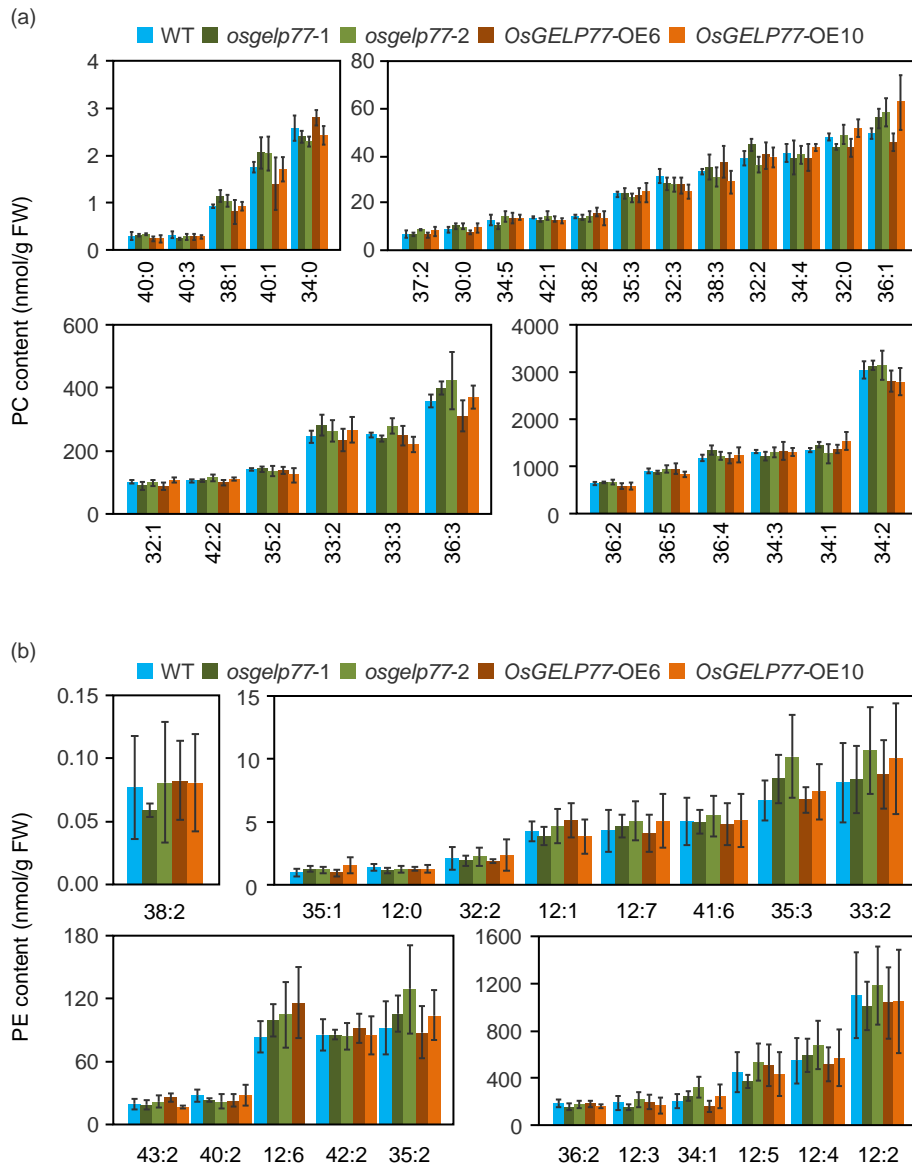 (a)
WT osgelp77-1 osgelp77-2 OsGELP77-OE6 OsGELP77-OE10
PC content (nmol/g FW)
4
3
2
1
0
40:0 40:3 38:1 40:1 34:0
80
60
40
20
0
37:2 30:0 34:5 42:1 38:2 35:3 32:3 38:3 32:2 34:4 32:0 36:1
600
400
200
0
32:1 42:2 35:2 33:2 33:3 36:3
4000
3000
2000
1000
0
36:2 36:5 36:4 34:3 34:1 34:2
(b)
WT osgelp77-1 osgelp77-2 OsGELP77-OE6 OsGELP77-OE10
PE content (nmol/g FW)
0.15
0.10
0.05
0.00
38:2
15
10
5
0
35:1 12:0 32:2 12:1 12:7 41:6 35:3 33:2
180
120
60
0
43:2 40:2 12:6 42:2 35:2
1600
1200
800
400
0
36:2 12:3 34:1 12:5 12:4 12:2